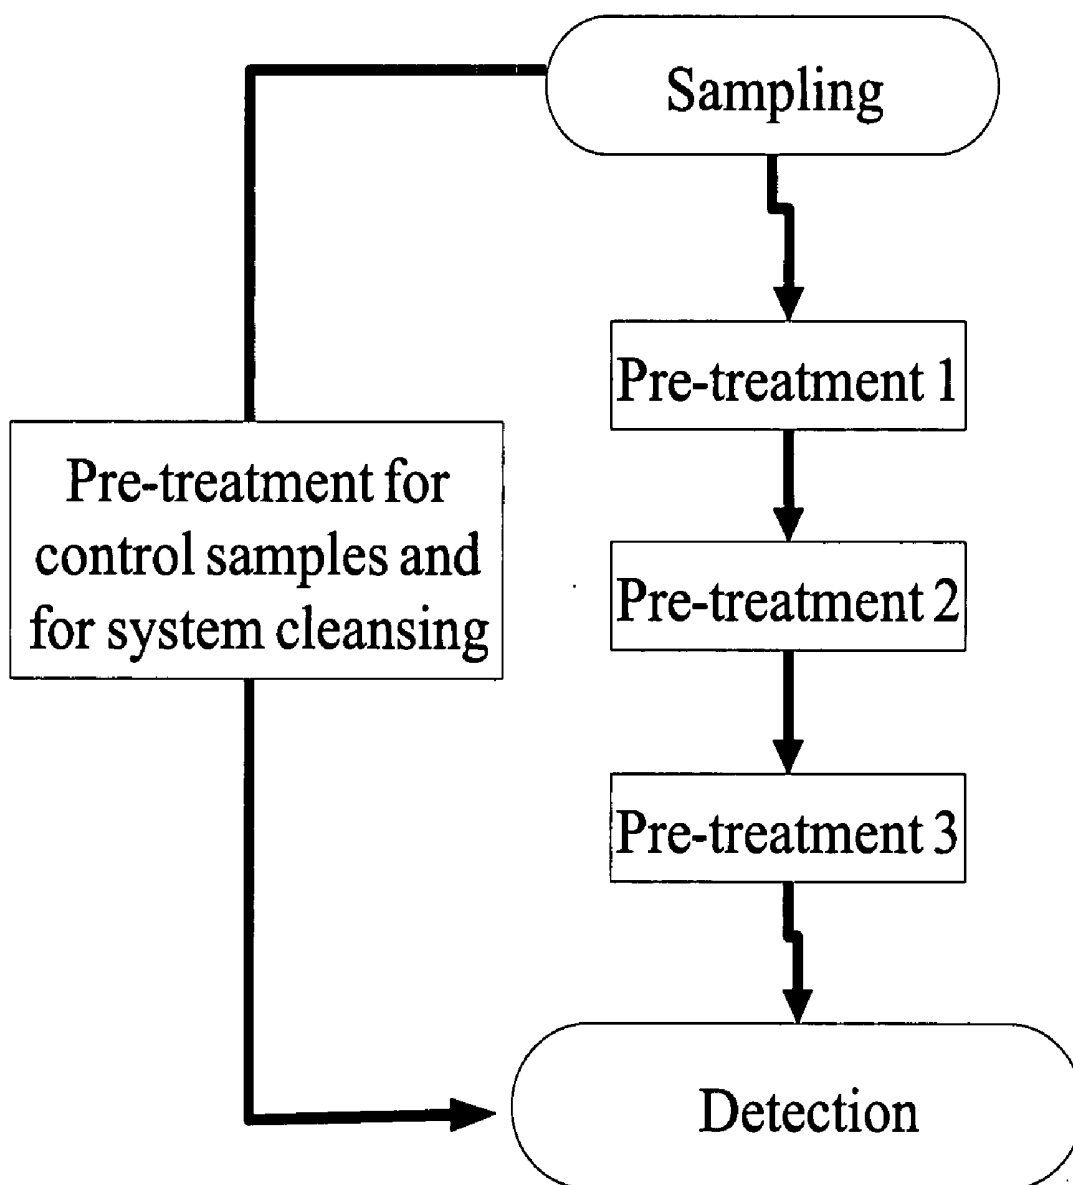 Sampling
Pre-treatment 1
Pre-treatment for
control samples and
for system cleansing
Pre-treatment 2
Pre-treatment 3
Detection